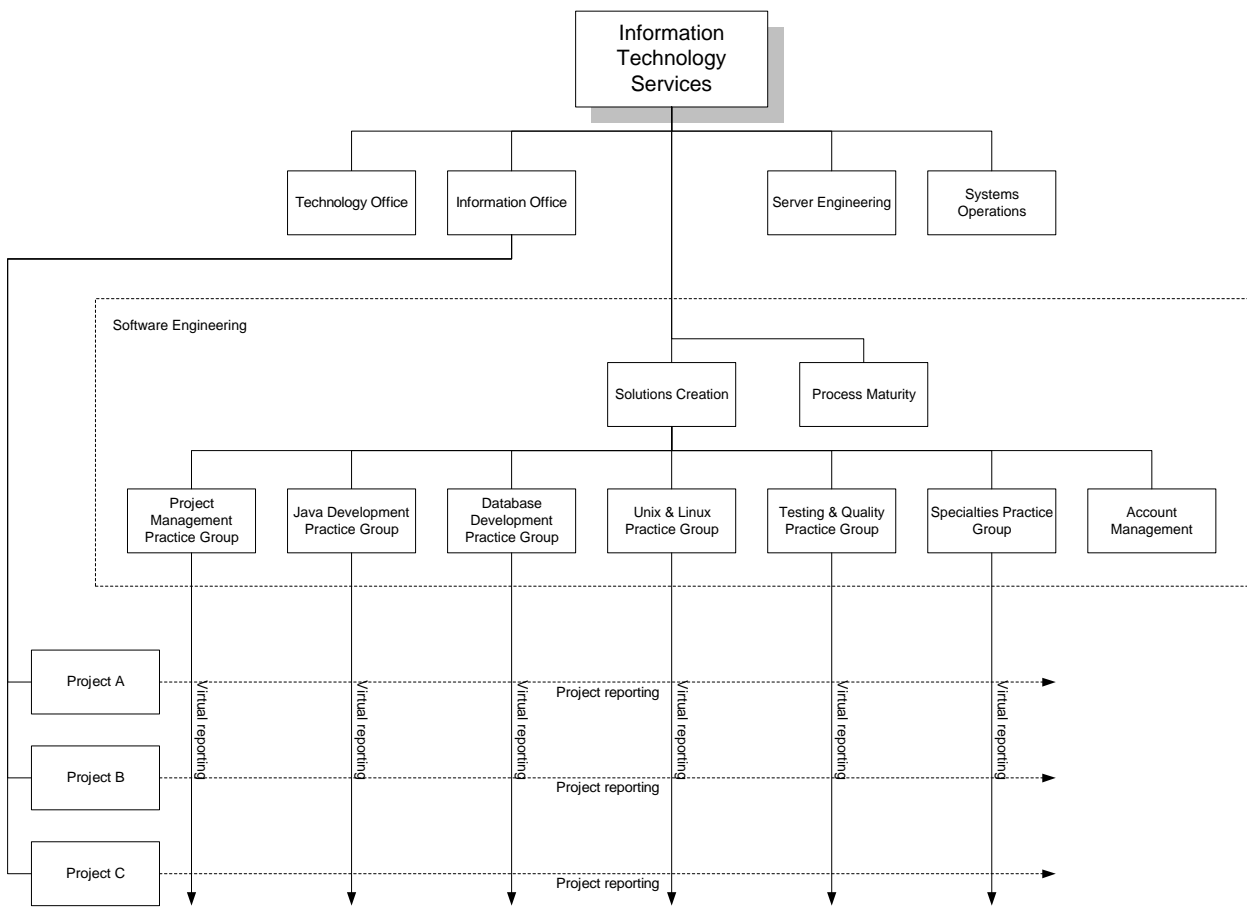 Information
Technology
Services
Technology Office
Information Office
Server Engineering
Systems
Operations
Software Engineering
Solutions Creation
Process Maturity
Project
Management
Practice Group
Java Development
Practice Group
Database
Development
Practice Group
Unix & Linux
Practice Group
Testing & Quality
Practice Group
Specialties Practice
Group
Account
Management
Project A
Project reporting
Virtual reporting
Virtual reporting
Virtual reporting
Virtual reporting
Virtual reporting
Virtual reporting
Project B
Project reporting
Project C
Project reporting